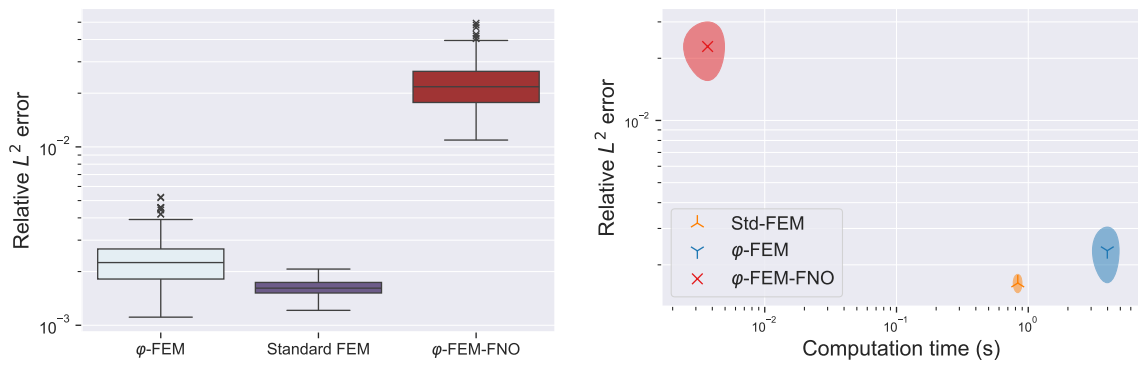 Relative L² error
10⁻²
10⁻³
φ-FEM
Standard FEM
φ-FEM-FNO
Relative L² error
10⁻²
Std-FEM
φ-FEM
φ-FEM-FNO
10⁻²
10⁻¹
10⁰
Computation time (s)